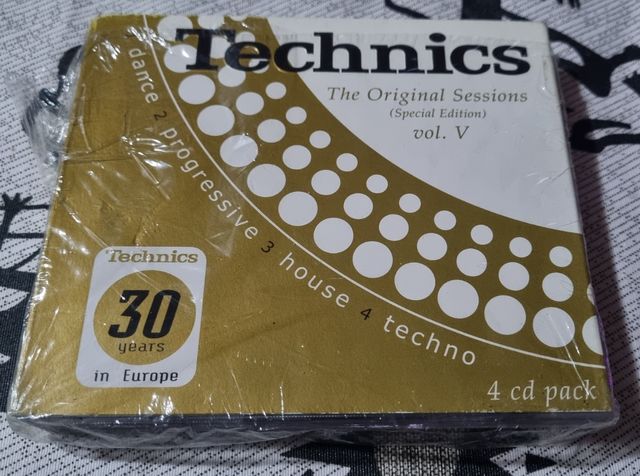 Technics
The Original Sessions
(Special Edition)
vol. V
dance 2 progressive 3 house 4 techno
Technics
30
years
in Europe
4 cd pack